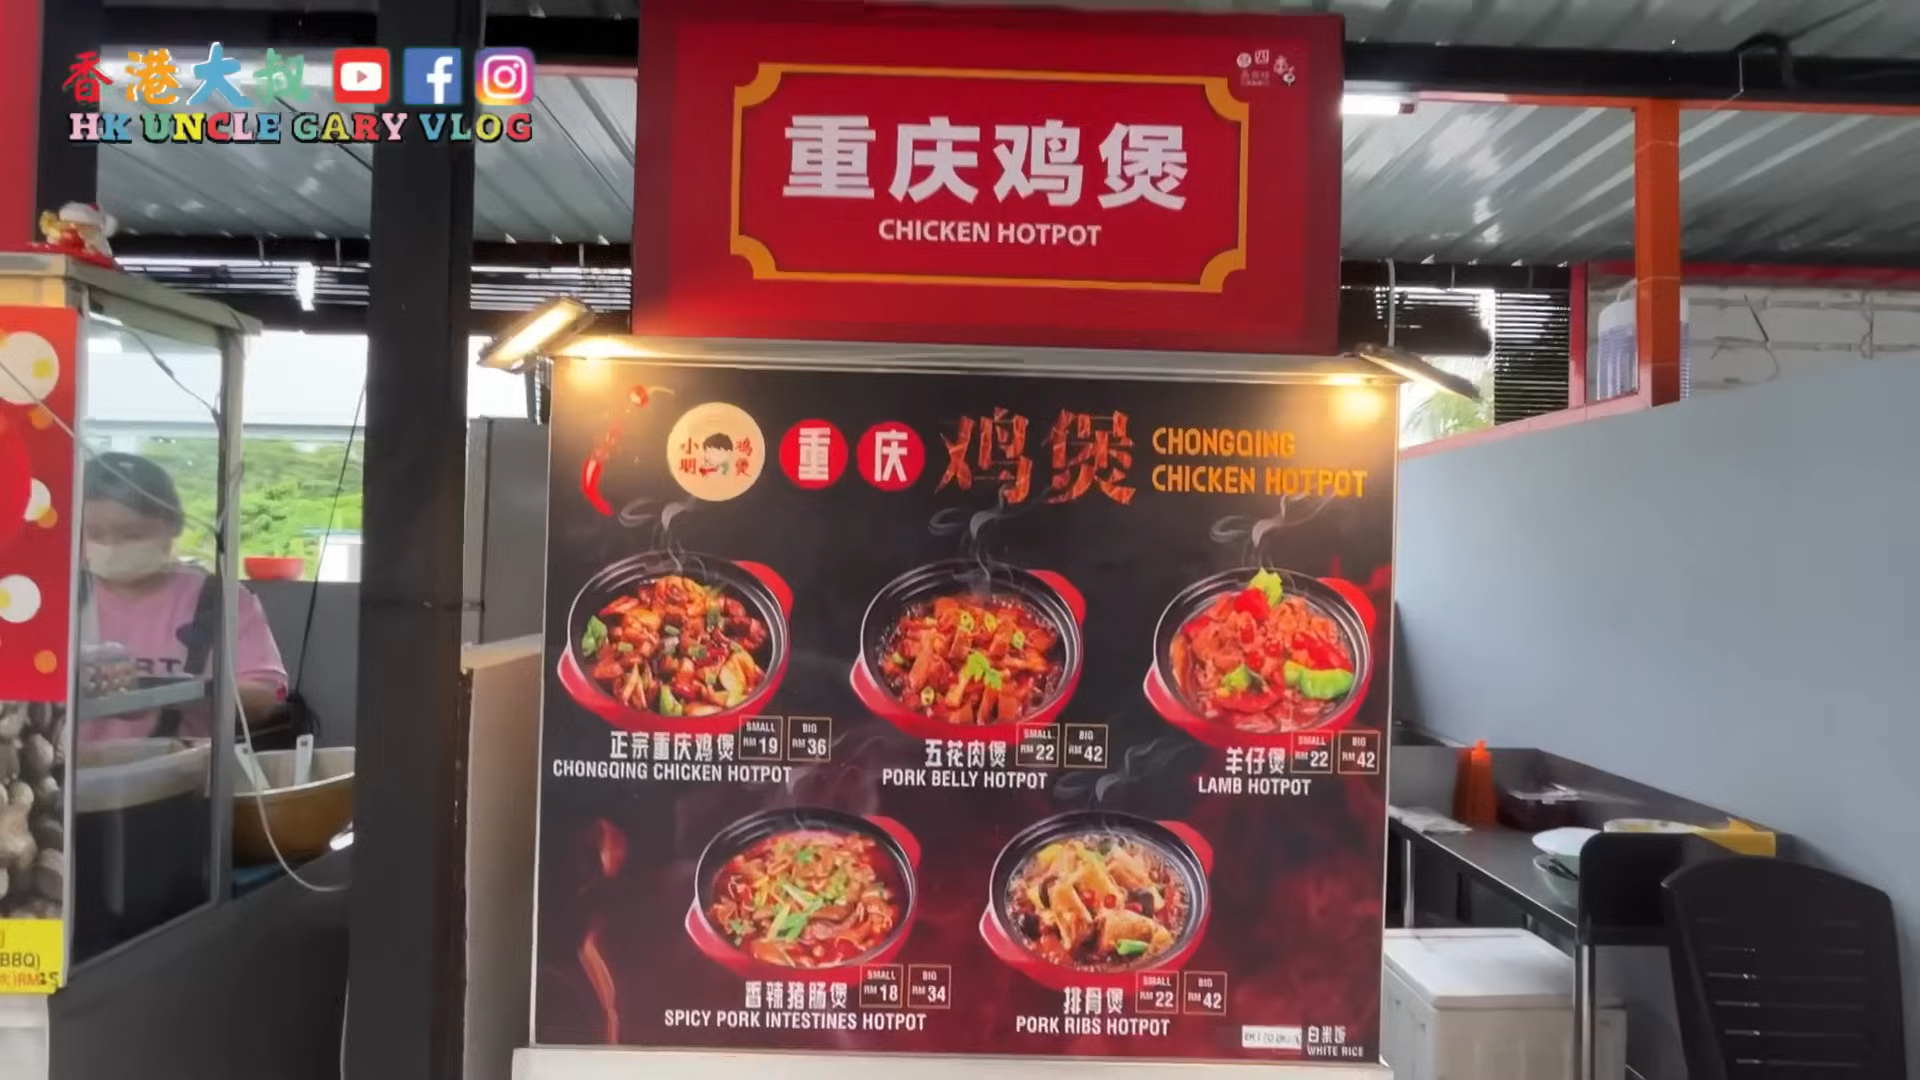 香港大叔
HK UNCLE GARY VLOG
重庆鸡煲
CHICKEN HOTPOT
小明鸡煲
重庆鸡煲
CHONGQING
CHICKEN HOTPOT
正宗重庆鸡煲
SMALL RM 19
BIG RM 36
CHONGQING CHICKEN HOTPOT
五花肉煲
SMALL RM 22
BIG RM 42
PORK BELLY HOTPOT
羊仔煲
SMALL RM 22
BIG RM 42
LAMB HOTPOT
香辣猪肠煲
SMALL RM 18
BIG RM 34
SPICY PORK INTESTINES HOTPOT
排骨煲
SMALL RM 22
BIG RM 42
PORK RIBS HOTPOT
白米饭
WHITE RICE
BBQ)